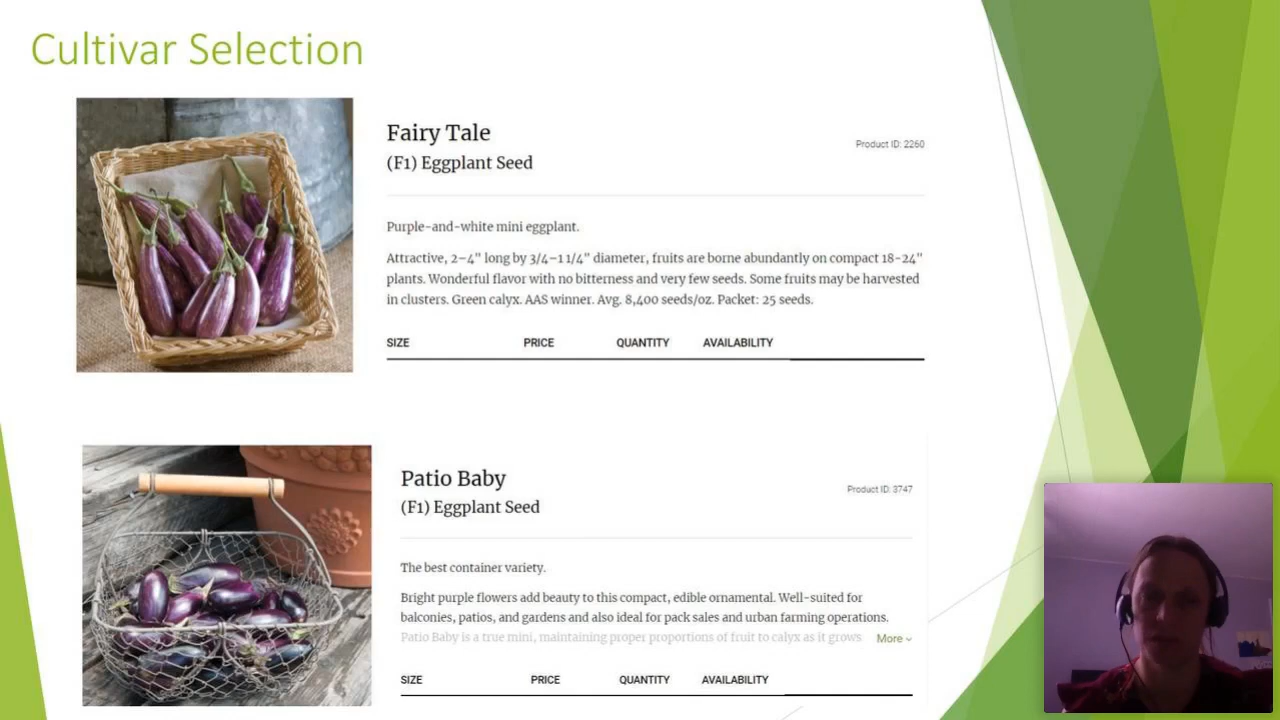 Cultivar Selection
Fairy Tale
Product ID: 2260
(F1) Eggplant Seed
Purple-and-white mini eggplant.
Attractive, 2–4" long by 3/4–1 1/4" diameter, fruits are borne abundantly on compact 18-24"
plants. Wonderful flavor with no bitterness and very few seeds. Some fruits may be harvested
in clusters. Green calyx. AAS winner. Avg. 8,400 seeds/oz. Packet: 25 seeds.
SIZE PRICE QUANTITY AVAILABILITY
Patio Baby
Product ID: 3747
(F1) Eggplant Seed
The best container variety.
Bright purple flowers add beauty to this compact, edible ornamental. Well-suited for
balconies, patios, and gardens and also ideal for pack sales and urban farming operations.
Patio Baby is a true mini, maintaining proper proportions of fruit to calyx as it grows More
SIZE PRICE QUANTITY AVAILABILITY